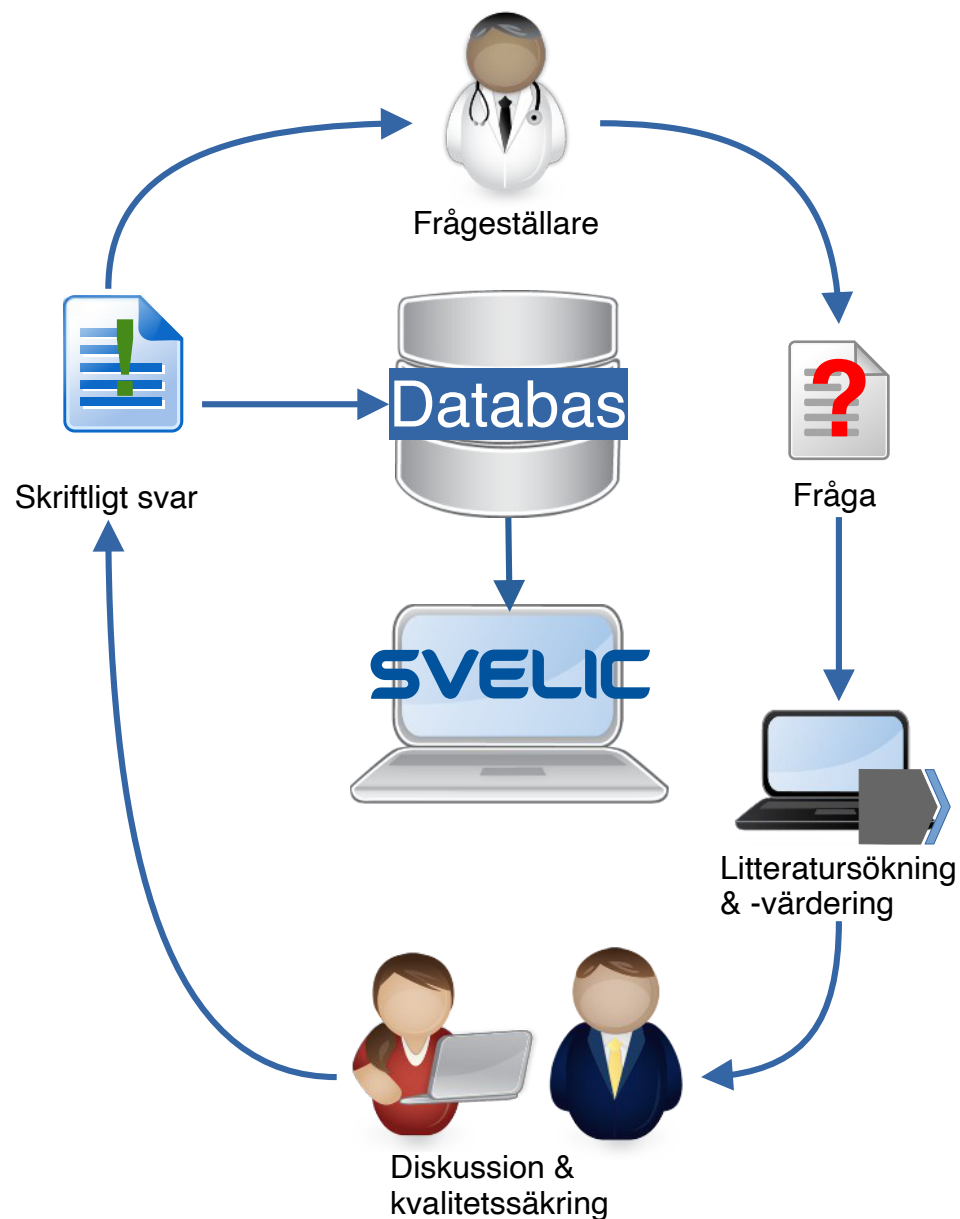 Frågeställare
Databas
Skriftligt svar
?
Fråga
!
SVELIC
Litteratursökning
& -värdering
Diskussion &
kvalitetssäkring